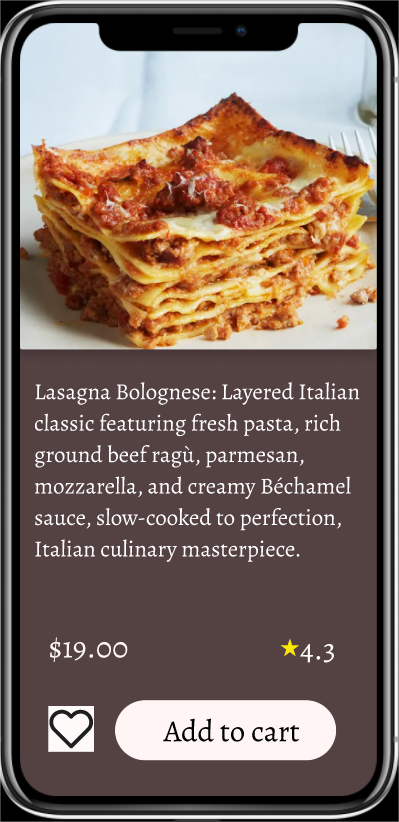 Lasagna Bolognese: Layered Italian
classic featuring fresh pasta, rich
ground beef ragù, parmesan,
mozzarella, and creamy Béchamel
sauce, slow-cooked to perfection,
Italian culinary masterpiece.
$19.00
4.3
Add to cart